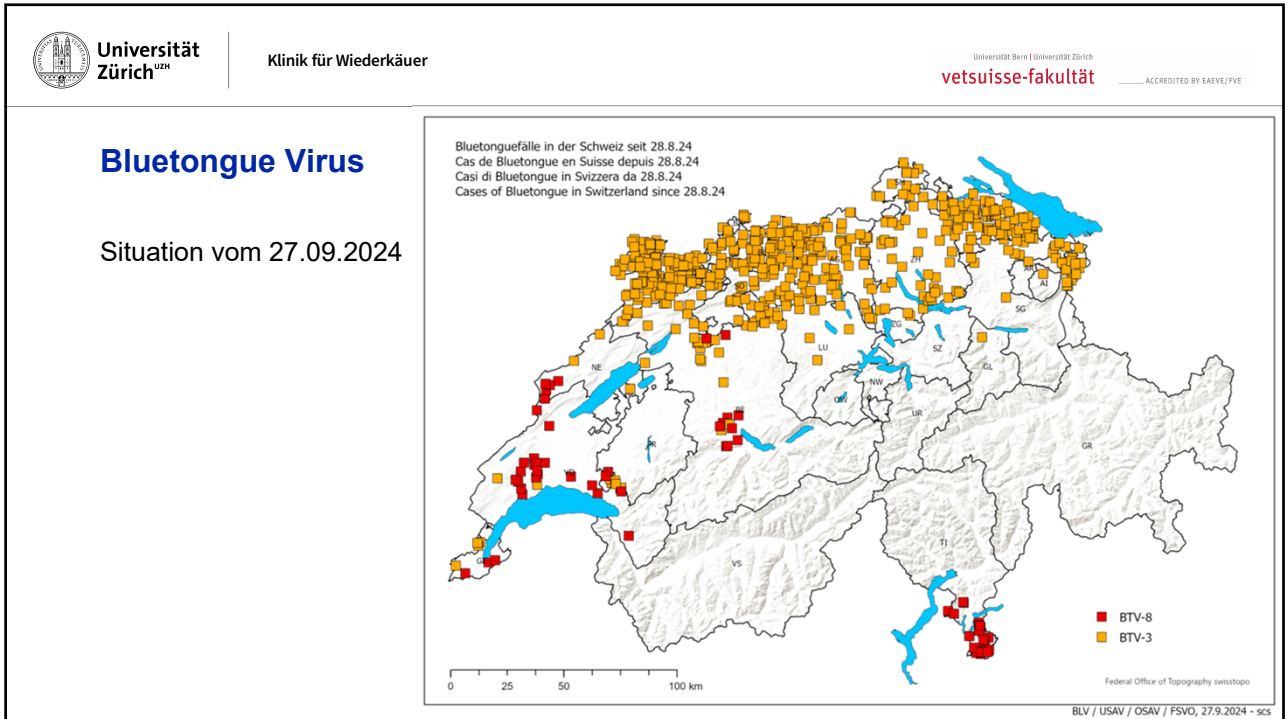 Universität
Zürich UZH
Klinik für Wiederkäuer
Universität Bern | Universität Zürich
vetsuisse-fakultät
ACCREDITED BY EAEVE/FVE
Bluetongue Virus
Situation vom 27.09.2024
Bluetonguefälle in der Schweiz seit 28.8.24
Cas de Bluetongue en Suisse depuis 28.8.24
Casi di Bluetongue in Svizzera da 28.8.24
Cases of Bluetongue in Switzerland since 28.8.24
ZH
AI
SG
ZG
LU
SZ
GL
NE
NW
OW
UR
GR
FR
VD
TI
VS
BTV-8
BTV-3
0 25 50 100 km
Federal Office of Topography swisstopo
BLV / USAV / OSAV / FSVO, 27.9.2024 - scs